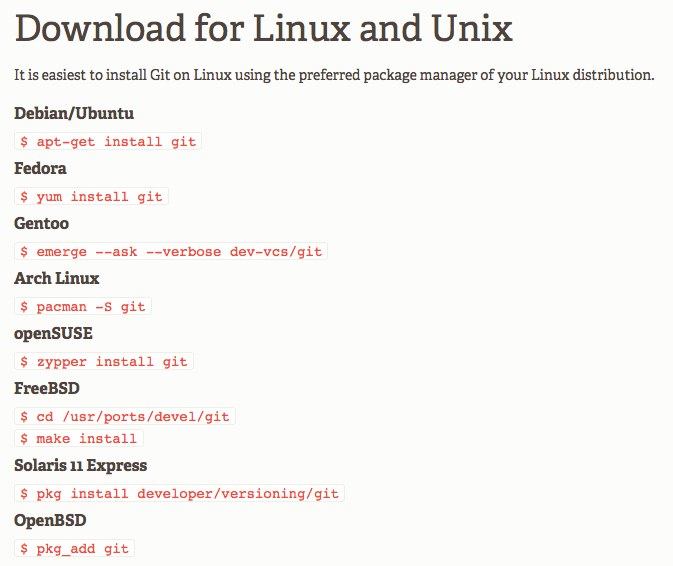 Download for Linux and Unix
It is easiest to install Git on Linux using the preferred package manager of your Linux distribution.
Debian/Ubuntu
$ apt-get install git
Fedora
$ yum install git
Gentoo
$ emerge --ask --verbose dev-vcs/git
Arch Linux
$ pacman -S git
openSUSE
$ zypper install git
FreeBSD
$ cd /usr/ports/devel/git
$ make install
Solaris 11 Express
$ pkg install developer/versioning/git
OpenBSD
$ pkg_add git